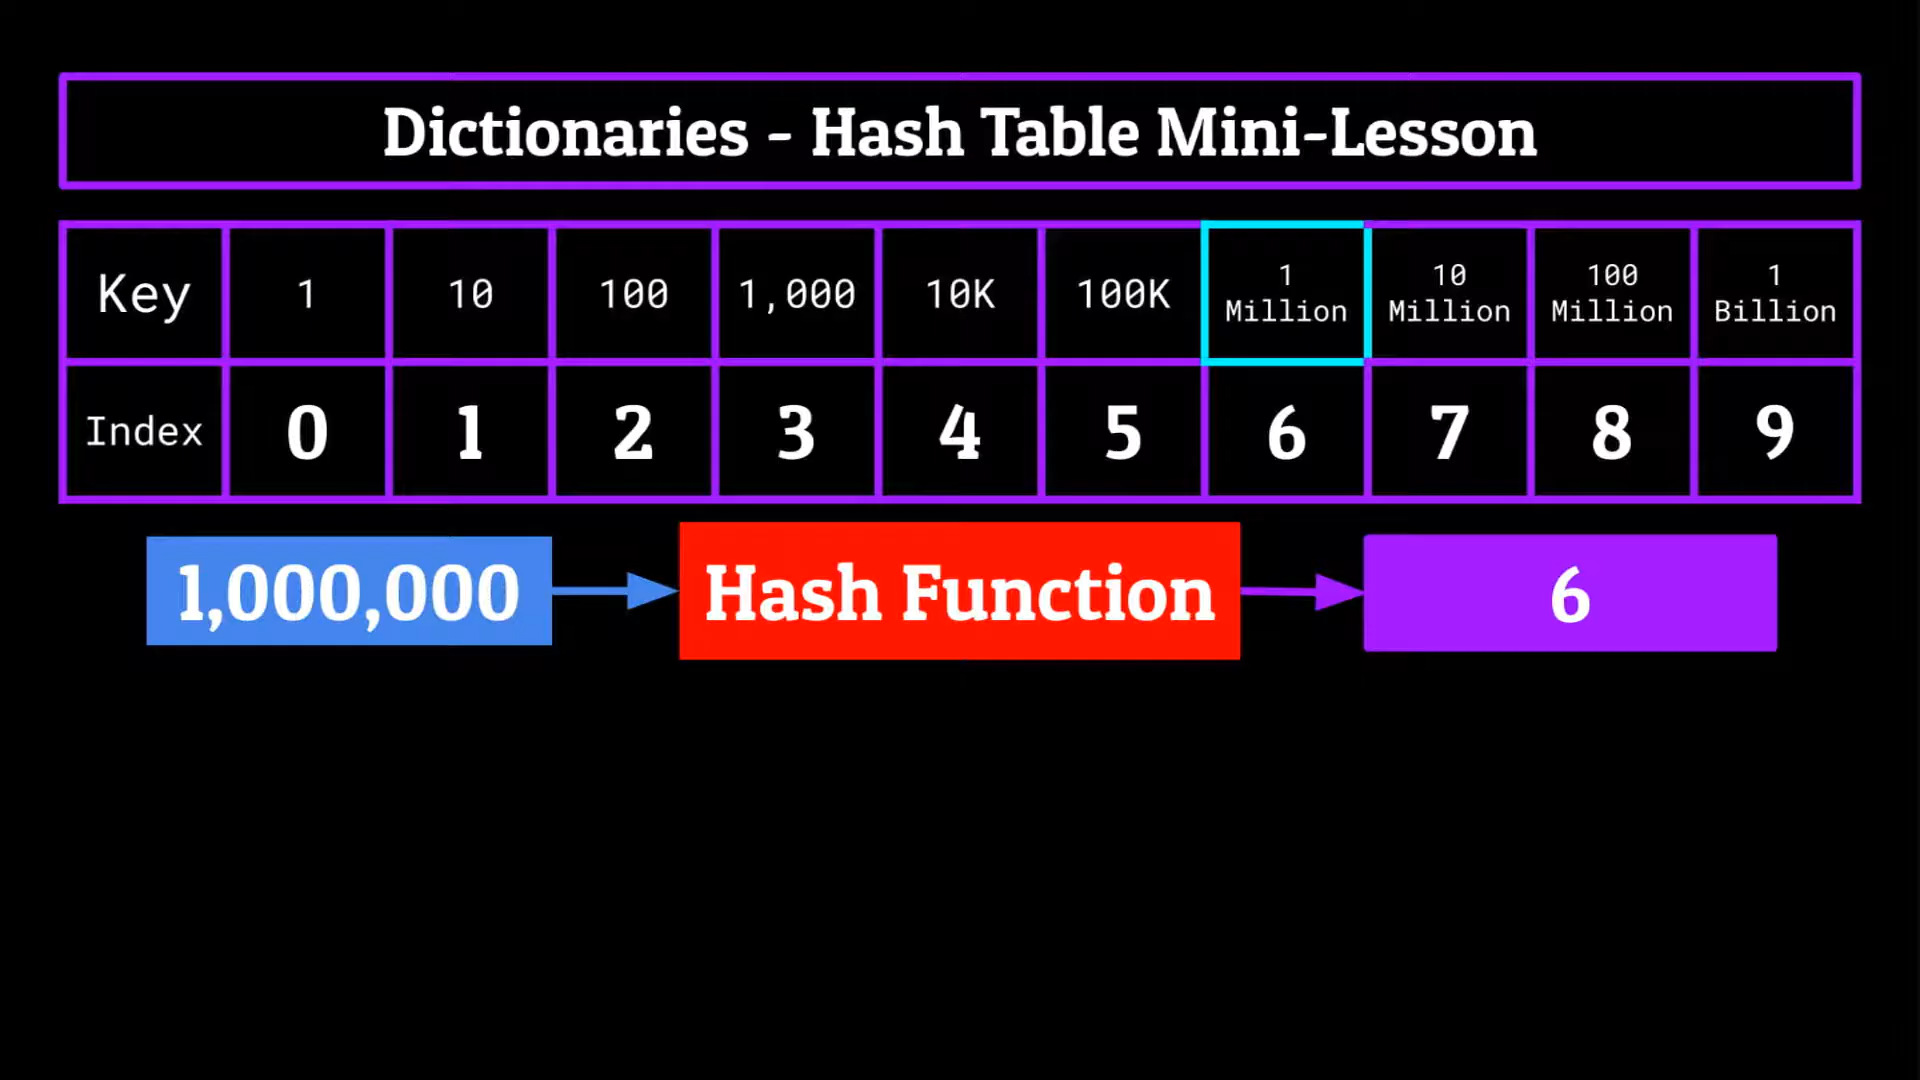 Dictionaries - Hash Table Mini-Lesson
Key 1 10 100 1,000 10K 100K 1 Million 10 Million 100 Million 1 Billion
Index 0 1 2 3 4 5 6 7 8 9
1,000,000 Hash Function 6